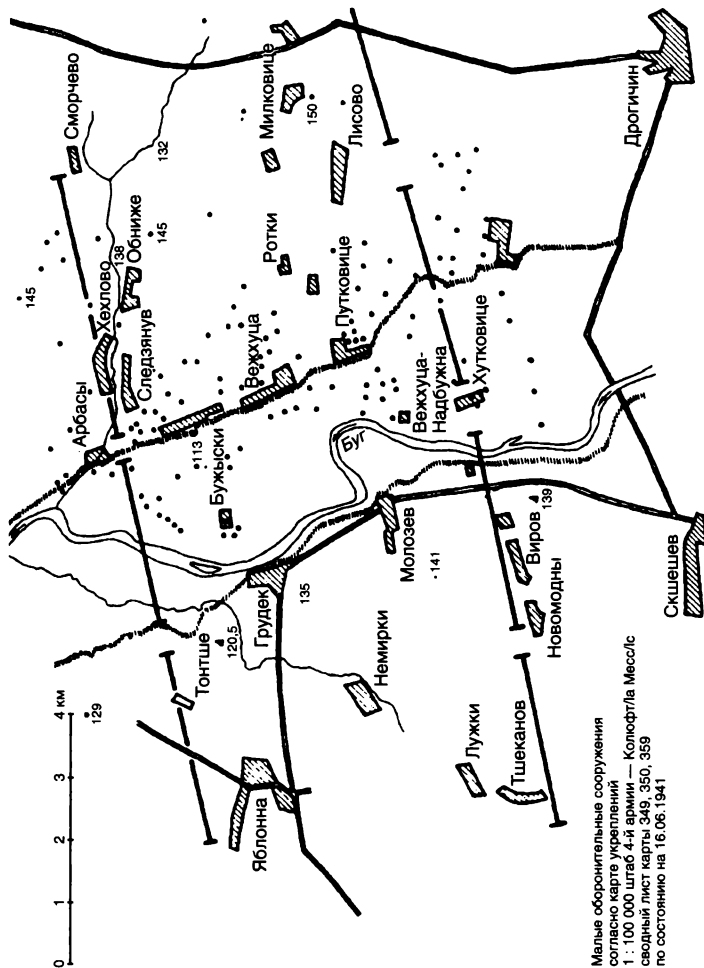 Сморчево
132
Милковице
150
Лисово
Дрогичин
145
Хехлово
138
Обниже
145
Ротки
Арбасы
Следзянув
Вежхуца
Путковице
113
Бужыски
Буг
Вежхуца-
Надбужна
Хутковице
Молозев
141
Виров
139
Скшешев
Тонтше
120,5
Грудек
135
Новомодны
Немирки
129
Яблонна
Лужки
Тшеканов
0 1 2 3 4 км
Малые оборонительные сооружения
согласно карте укреплений
1 : 100 000 штаб 4-й армии — Колюфт/Ia Месс/Ic
сводный лист карты 349, 350, 359
по состоянию на 16.06.1941